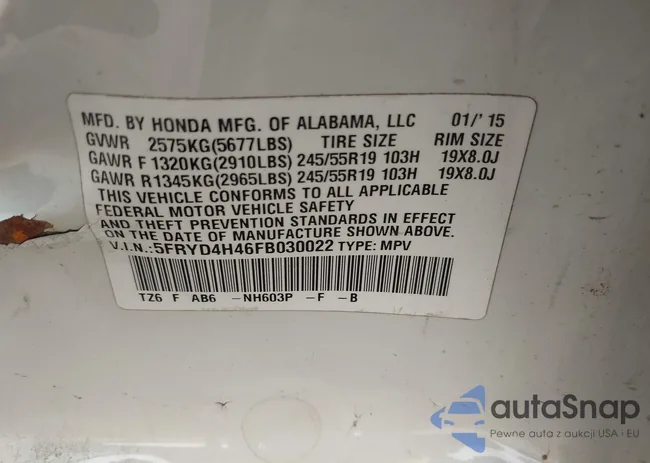 MFD. BY HONDA MFG. OF ALABAMA, LLC 01/'15
GVWR 2575KG(5677LBS) TIRE SIZE RIM SIZE
GAWR F 1320KG(2910LBS) 245/55R19 103H 19X8.0J
GAWR R1345KG(2965LBS) 245/55R19 103H 19X8.0J
THIS VEHICLE CONFORMS TO ALL APPLICABLE
FEDERAL MOTOR VEHICLE SAFETY
AND THEFT PREVENTION STANDARDS IN EFFECT
ON THE DATE OF MANUFACTURE SHOWN ABOVE.
V.I.N.:5FRYD4H46FB030022 TYPE: MPV
TZ6 F AB6 -NH603P -F -B
autaSnap
Pewne auta z aukcji USA i EU